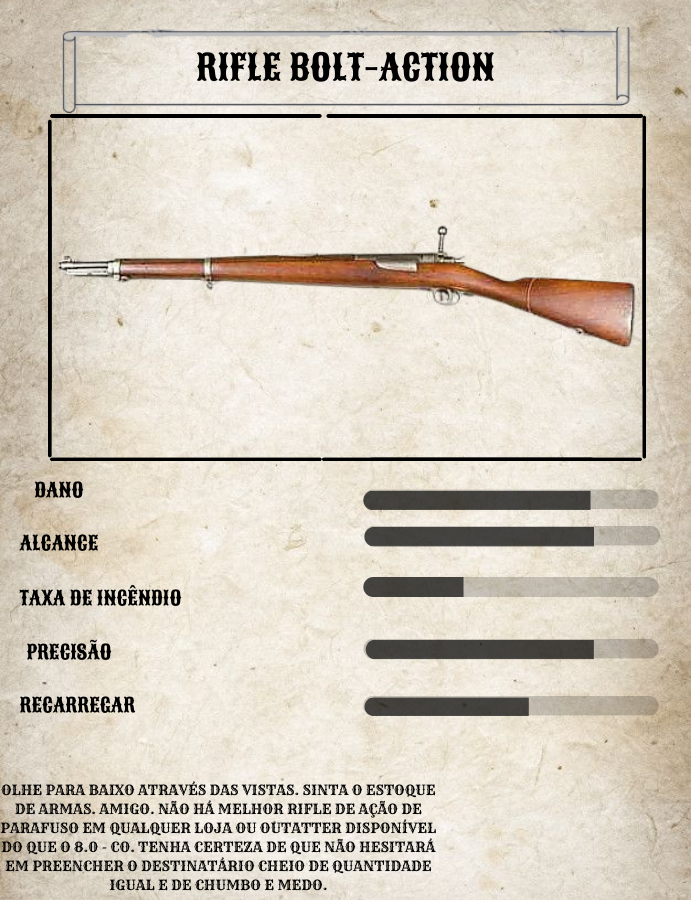 RIFLE BOLT-ACTION
DANO
ALCANCE
TAXA DE INCÊNDIO
PRECISÃO
RECARREGAR
OLHE PARA BAIXO ATRAVÉS DAS VISTAS. SINTA O ESTOQUE
DE ARMAS. AMIGO. NÃO HÁ MELHOR RIFLE DE AÇÃO DE
PARAFUSO EM QUALQUER LOJA OU OUTATTER DISPONÍVEL
DO QUE O 8.0 - CO. TENHA CERTEZA DE QUE NÃO HESITARÁ
EM PREENCHER O DESTINATÁRIO CHEIO DE QUANTIDADE
IGUAL E DE CHUMBO E MEDO.